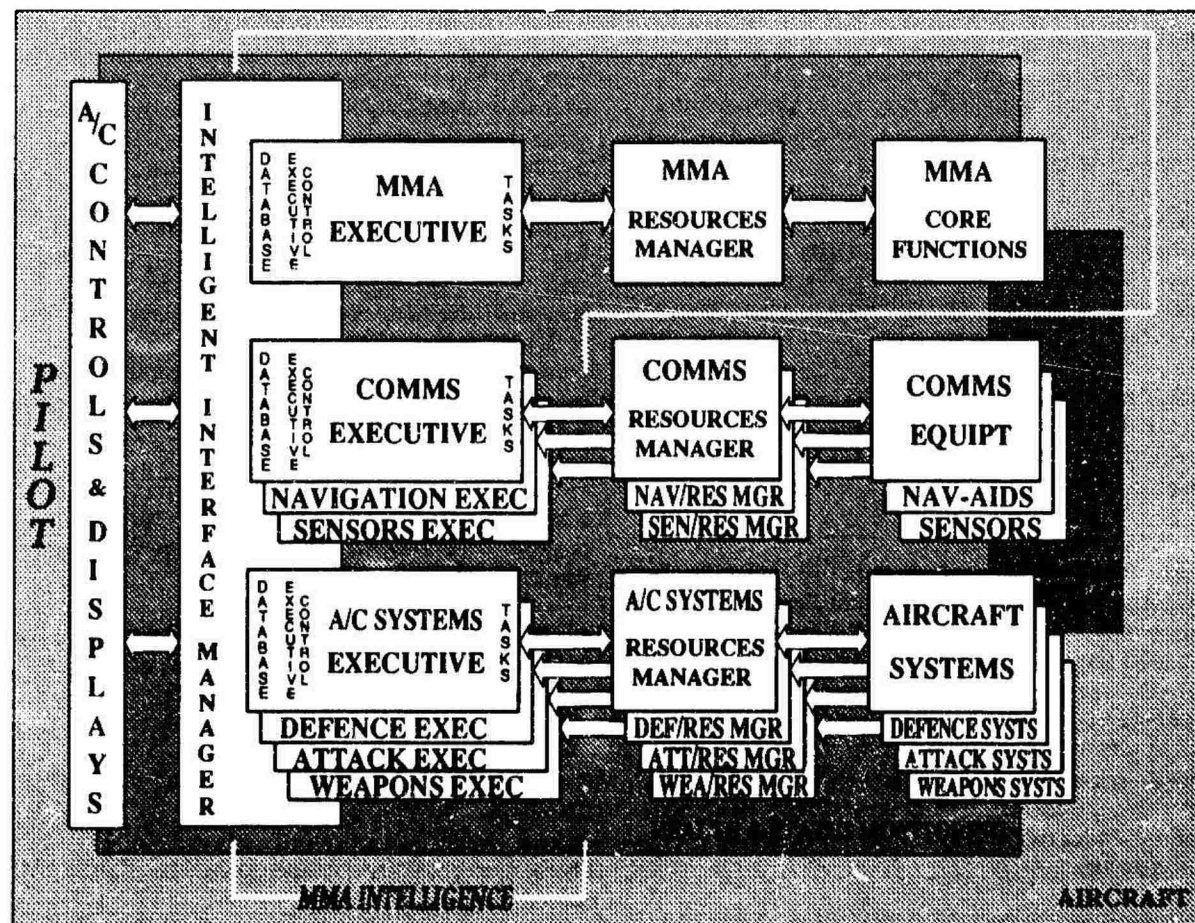 PILOT
A/C CONTROLS & DISPLAYS
INTELLIGENT INTERFACE MANAGER
DATABASE
EXECUTIVE
CONTROL
MMA
EXECUTIVE
TASKS
MMA
RESOURCES
MANAGER
MMA
CORE
FUNCTIONS
DATABASE
EXECUTIVE
CONTROL
COMMS
EXECUTIVE
TASKS
NAVIGATION EXEC
SENSORS EXEC
COMMS
RESOURCES
MANAGER
NAV/RES MGR
SEN/RES MGR
COMMS
EQUIPT
NAV-AIDS
SENSORS
DATABASE
EXECUTIVE
CONTROL
A/C SYSTEMS
EXECUTIVE
TASKS
DEFENCE EXEC
ATTACK EXEC
WEAPONS EXEC
A/C SYSTEMS
RESOURCES
MANAGER
DEF/RES MGR
ATT/RES MGR
WEA/RES MGR
AIRCRAFT
SYSTEMS
DEFENCE SYSTS
ATTACK SYSTS
WEAPONS SYSTS
MMA INTELLIGENCE
AIRCRAFT